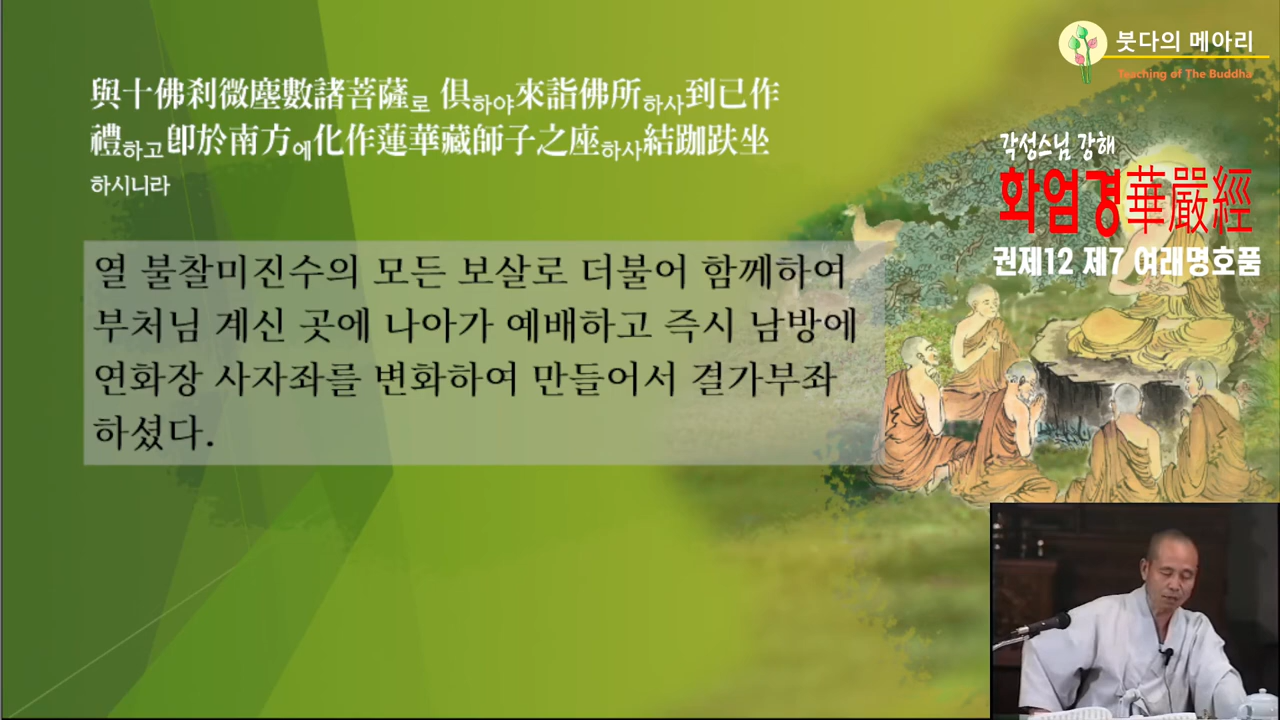 與十佛刹微塵數諸菩薩로 俱하야來詣佛所하사到已作
禮하고卽於南方에化作蓮華藏師子之座하사結跏趺坐
하시니라
열 불찰미진수의 모든 보살로 더불어 함께하여
부처님 계신 곳에 나아가 예배하고 즉시 남방에
연화장 사자좌를 변화하여 만들어서 결가부좌
하셨다.
붓다의 메아리
Teaching of The Buddha
각성스님 강해
화엄경華嚴經
권제12 제7 여래명호품